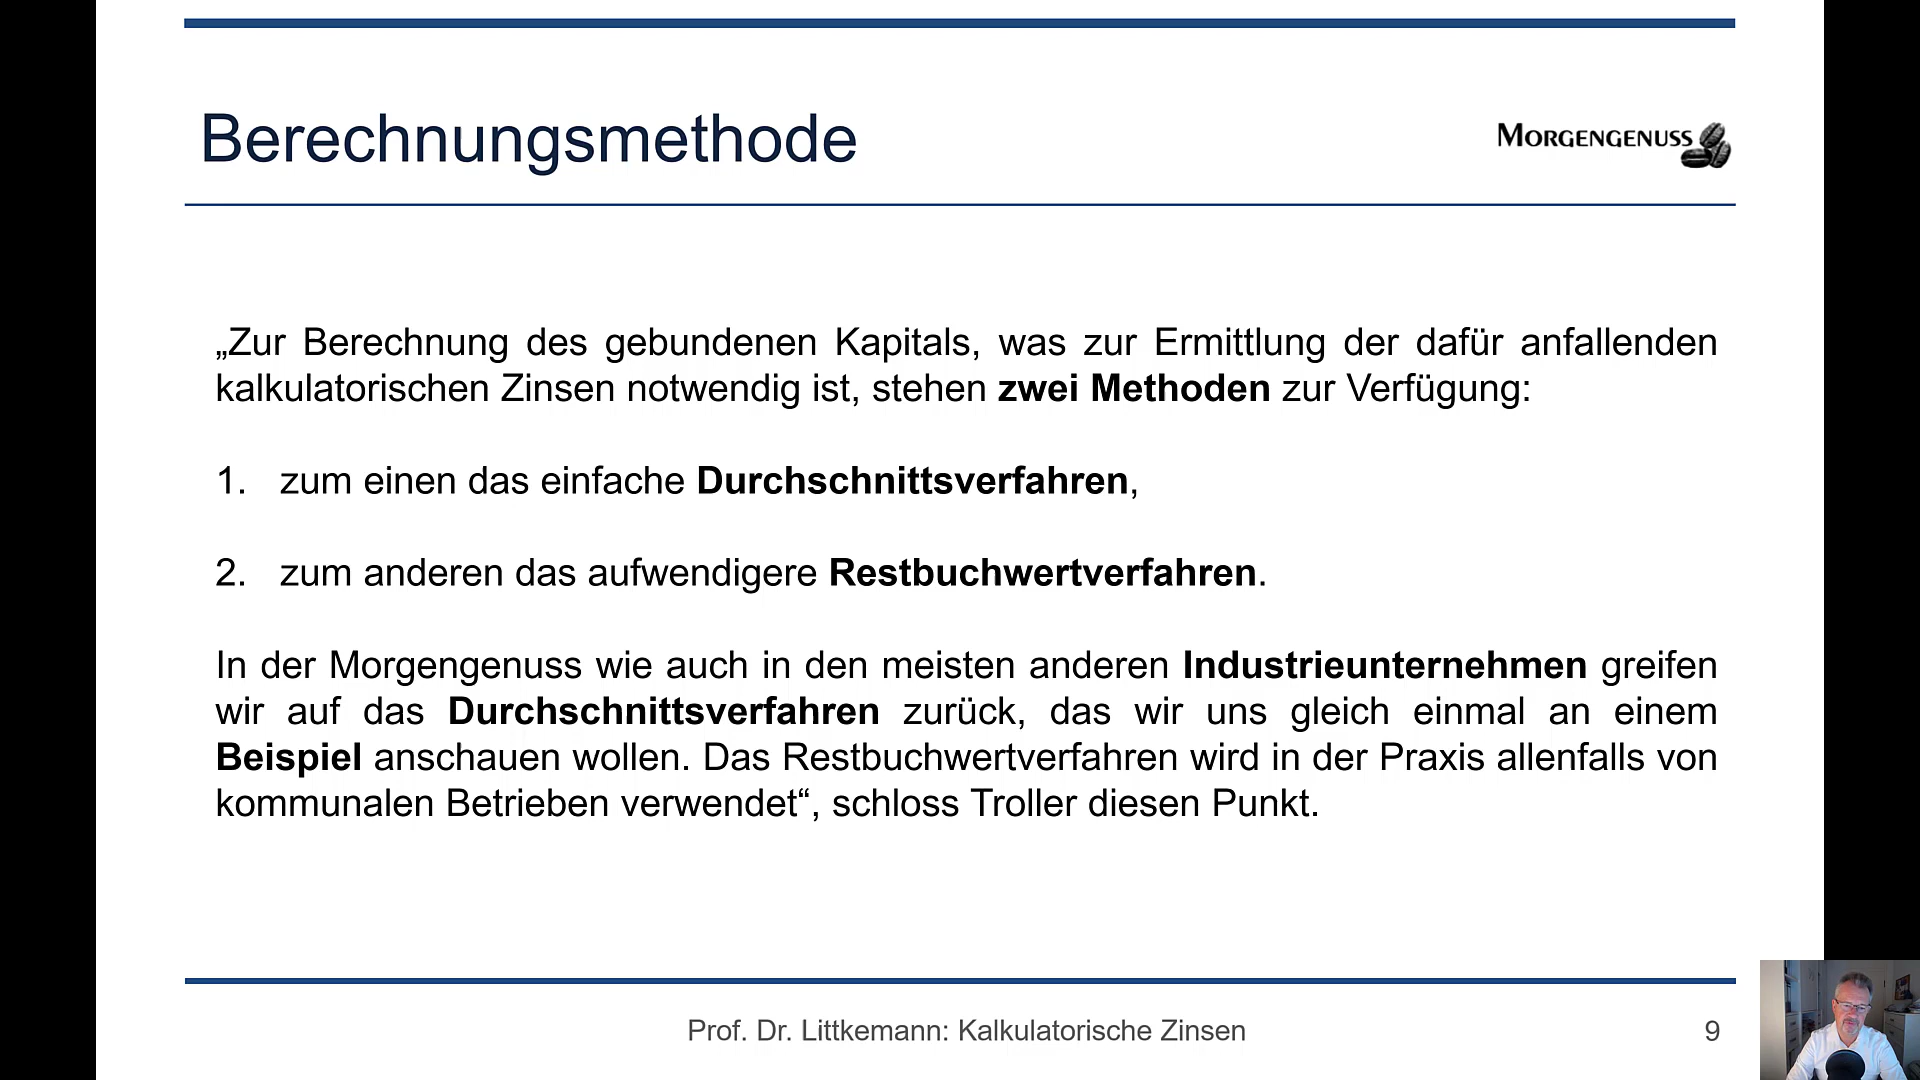 Berechnungsmethode
MORGENGENUSS
„Zur Berechnung des gebundenen Kapitals, was zur Ermittlung der dafür anfallenden
kalkulatorischen Zinsen notwendig ist, stehen zwei Methoden zur Verfügung:
1. zum einen das einfache Durchschnittsverfahren,
2. zum anderen das aufwendigere Restbuchwertverfahren.
In der Morgengenuss wie auch in den meisten anderen Industrieunternehmen greifen
wir auf das Durchschnittsverfahren zurück, das wir uns gleich einmal an einem
Beispiel anschauen wollen. Das Restbuchwertverfahren wird in der Praxis allenfalls von
kommunalen Betrieben verwendet“, schloss Troller diesen Punkt.
Prof. Dr. Littkemann: Kalkulatorische Zinsen
9